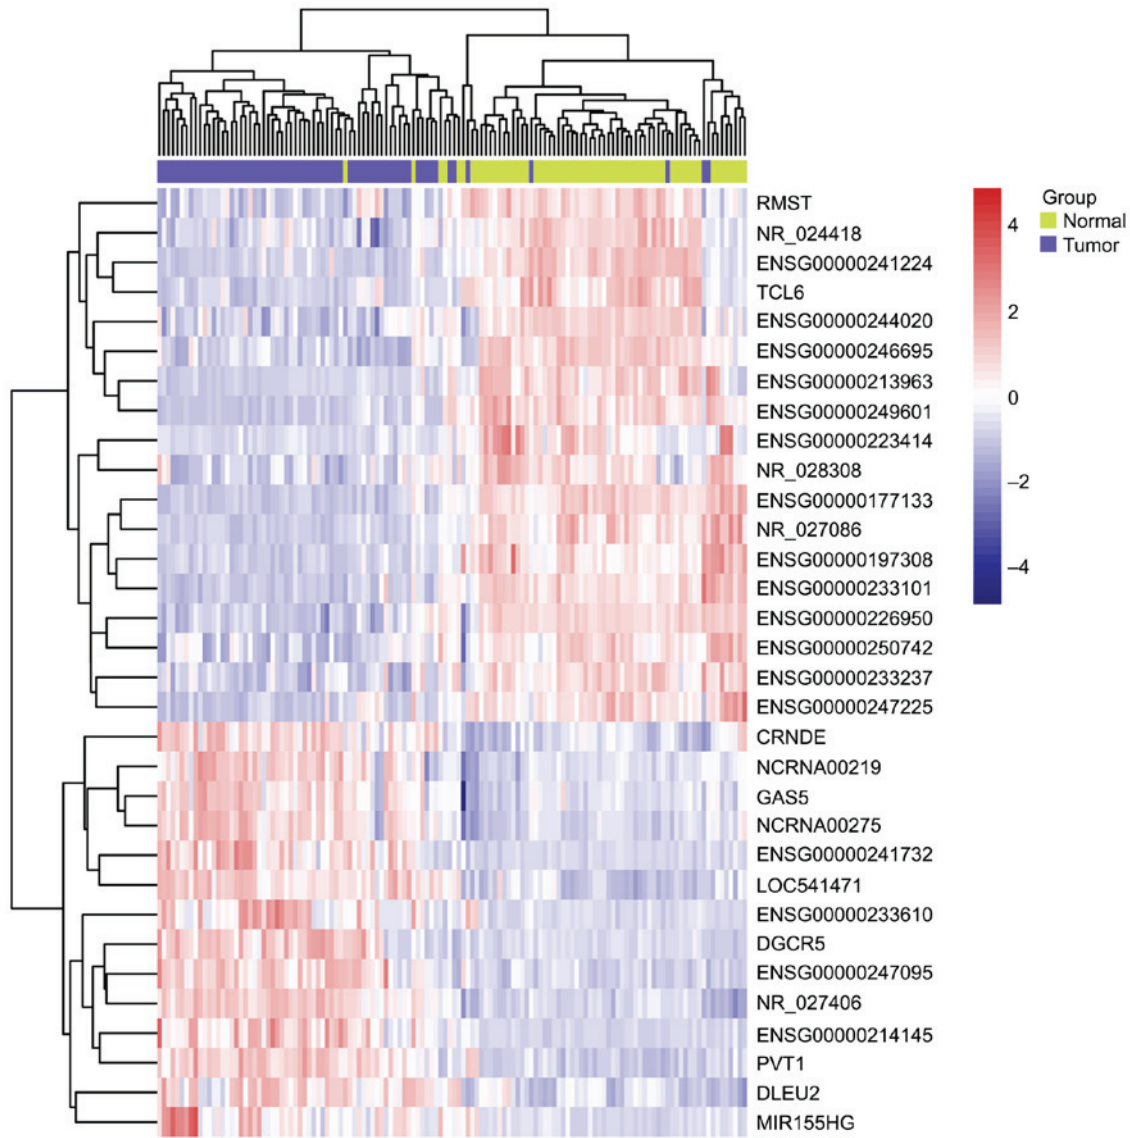 RMST
NR_024418
ENSG00000241224
TCL6
ENSG00000244020
ENSG00000246695
ENSG00000213963
ENSG00000249601
ENSG00000223414
NR_028308
ENSG00000177133
NR_027086
ENSG00000197308
ENSG00000233101
ENSG00000226950
ENSG00000250742
ENSG00000233237
ENSG00000247225
CRNDE
NCRNA00219
GAS5
NCRNA00275
ENSG00000241732
LOC541471
ENSG00000233610
DGCR5
ENSG00000247095
NR_027406
ENSG00000214145
PVT1
DLEU2
MIR155HG
4
2
0
−2
−4
Group
Normal
Tumor